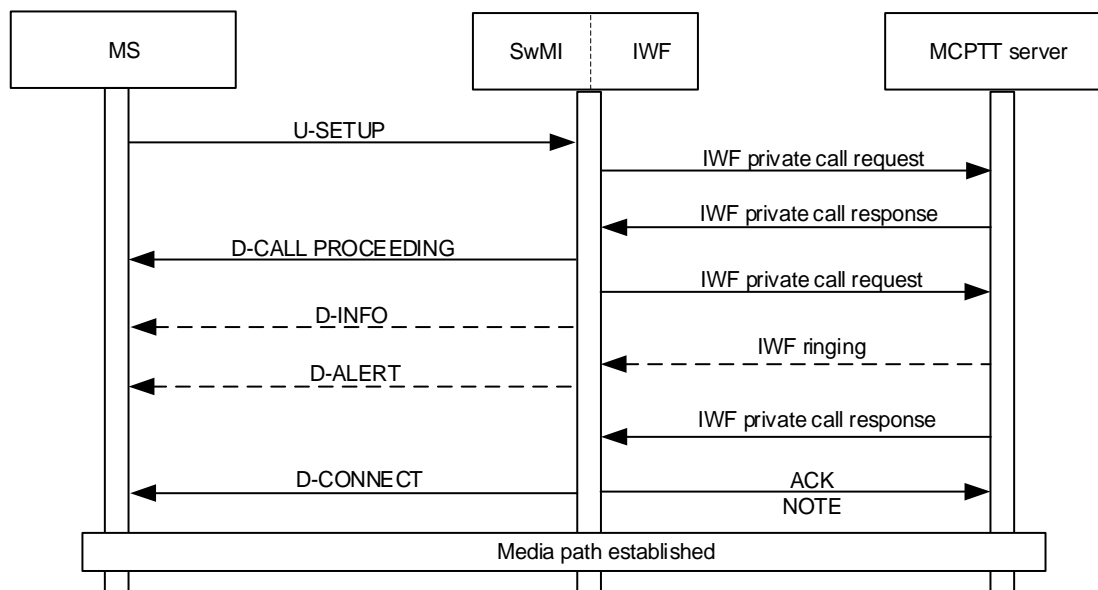 MS
SwMI
IWF
MCPTT server
U-SETUP
IWF private call request
IWF private call response
D-CALL PROCEEDING
IWF private call request
D-INFO
IWF ringing
D-ALERT
IWF private call response
D-CONNECT
ACK
NOTE
Media path established